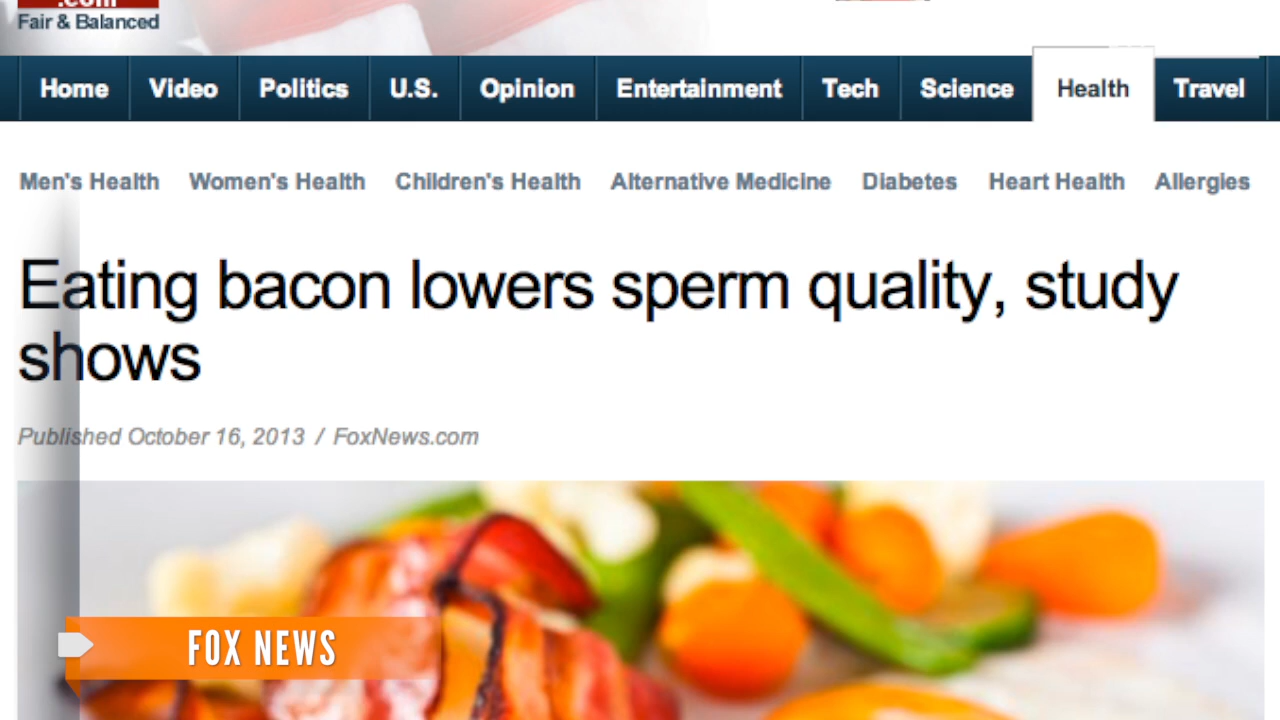 .com
Fair & Balanced
Home Video Politics U.S. Opinion Entertainment Tech Science Health Travel
Men's Health Women's Health Children's Health Alternative Medicine Diabetes Heart Health Allergies
Eating bacon lowers sperm quality, study
shows
Published October 16, 2013 / FoxNews.com
FOX NEWS